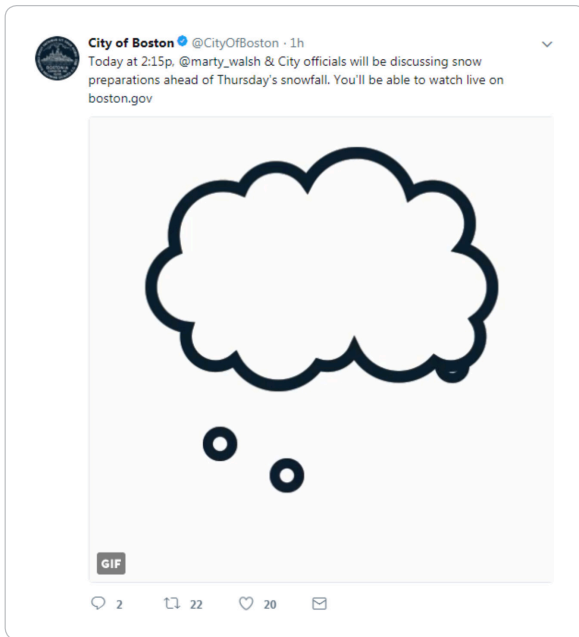 City of Boston @CityOfBoston · 1h
Today at 2:15p, @marty_walsh & City officials will be discussing snow
preparations ahead of Thursday's snowfall. You'll be able to watch live on
boston.gov
GIF
2 22 20